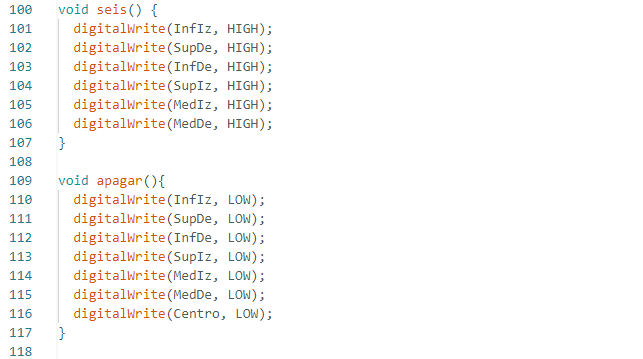 100 void seis() {
101 digitalWrite(InfIz, HIGH);
102 digitalWrite(SupDe, HIGH);
103 digitalWrite(InfDe, HIGH);
104 digitalWrite(SupIz, HIGH);
105 digitalWrite(MedIz, HIGH);
106 digitalWrite(MedDe, HIGH);
107 }
108
109 void apagar(){
110 digitalWrite(InfIz, LOW);
111 digitalWrite(SupDe, LOW);
112 digitalWrite(InfDe, LOW);
113 digitalWrite(SupIz, LOW);
114 digitalWrite(MedIz, LOW);
115 digitalWrite(MedDe, LOW);
116 digitalWrite(Centro, LOW);
117 }
118